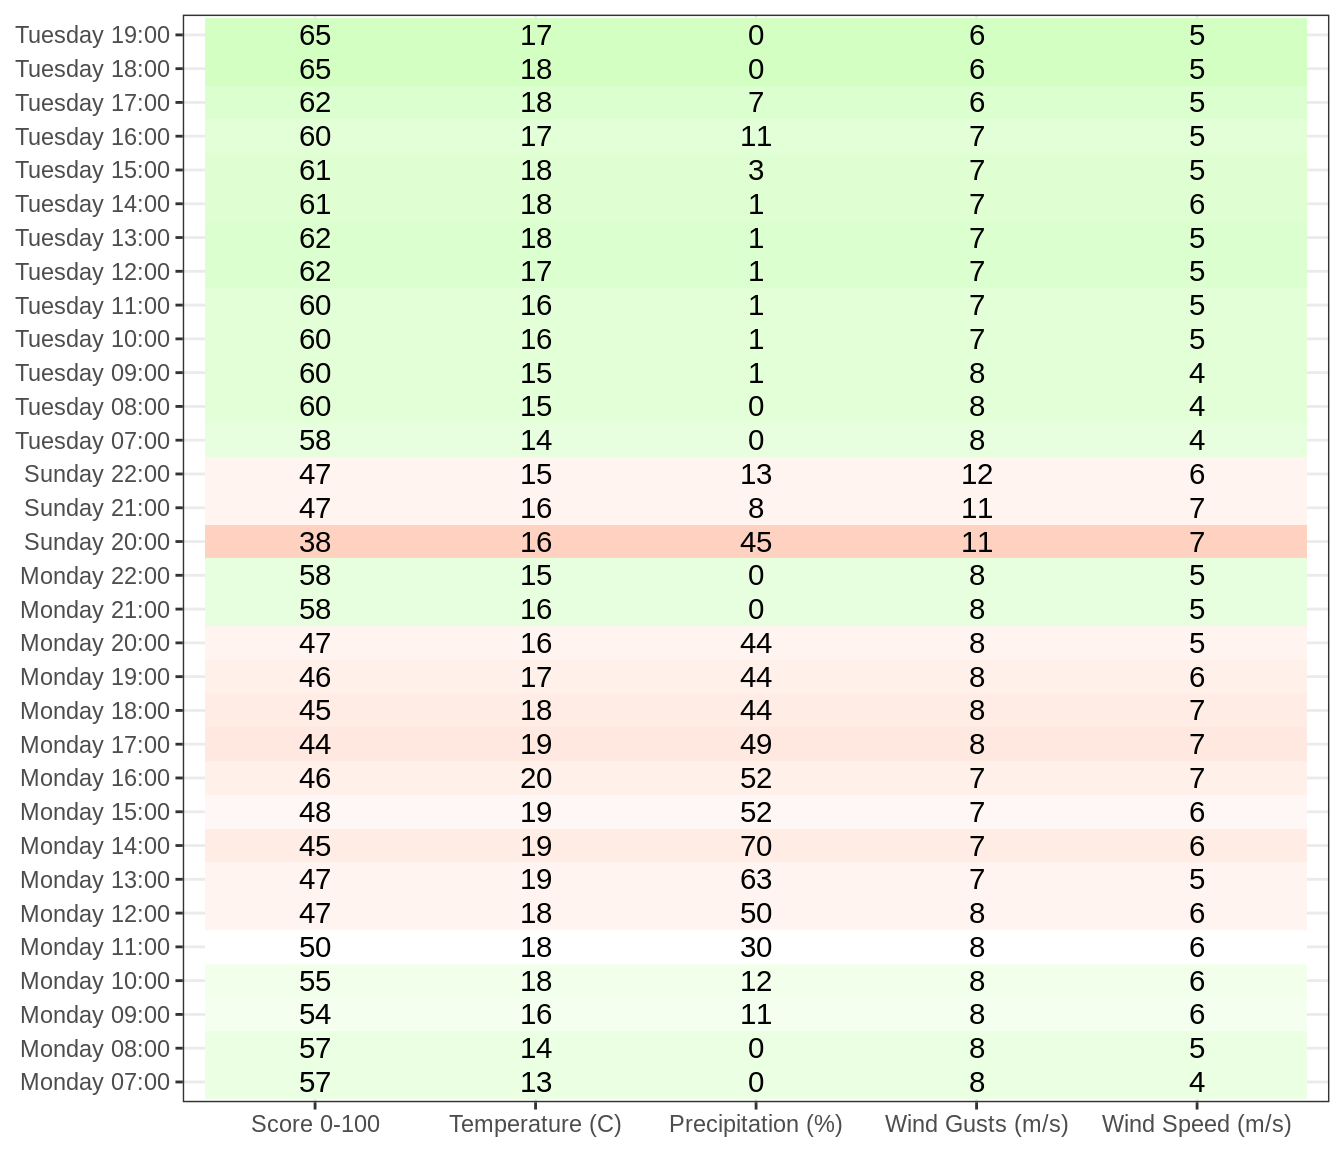 Tuesday 19:00 65 17 0 6 5
Tuesday 18:00 65 18 0 6 5
Tuesday 17:00 62 18 7 6 5
Tuesday 16:00 60 17 11 7 5
Tuesday 15:00 61 18 3 7 5
Tuesday 14:00 61 18 1 7 6
Tuesday 13:00 62 18 1 7 5
Tuesday 12:00 62 17 1 7 5
Tuesday 11:00 60 16 1 7 5
Tuesday 10:00 60 16 1 7 5
Tuesday 09:00 60 15 1 8 4
Tuesday 08:00 60 15 0 8 4
Tuesday 07:00 58 14 0 8 4
Sunday 22:00 47 15 13 12 6
Sunday 21:00 47 16 8 11 7
Sunday 20:00 38 16 45 11 7
Monday 22:00 58 15 0 8 5
Monday 21:00 58 16 0 8 5
Monday 20:00 47 16 44 8 5
Monday 19:00 46 17 44 8 6
Monday 18:00 45 18 44 8 7
Monday 17:00 44 19 49 8 7
Monday 16:00 46 20 52 7 7
Monday 15:00 48 19 52 7 6
Monday 14:00 45 19 70 7 6
Monday 13:00 47 19 63 7 5
Monday 12:00 47 18 50 8 6
Monday 11:00 50 18 30 8 6
Monday 10:00 55 18 12 8 6
Monday 09:00 54 16 11 8 6
Monday 08:00 57 14 0 8 5
Monday 07:00 57 13 0 8 4
Score 0-100 Temperature (C) Precipitation (%) Wind Gusts (m/s) Wind Speed (m/s)